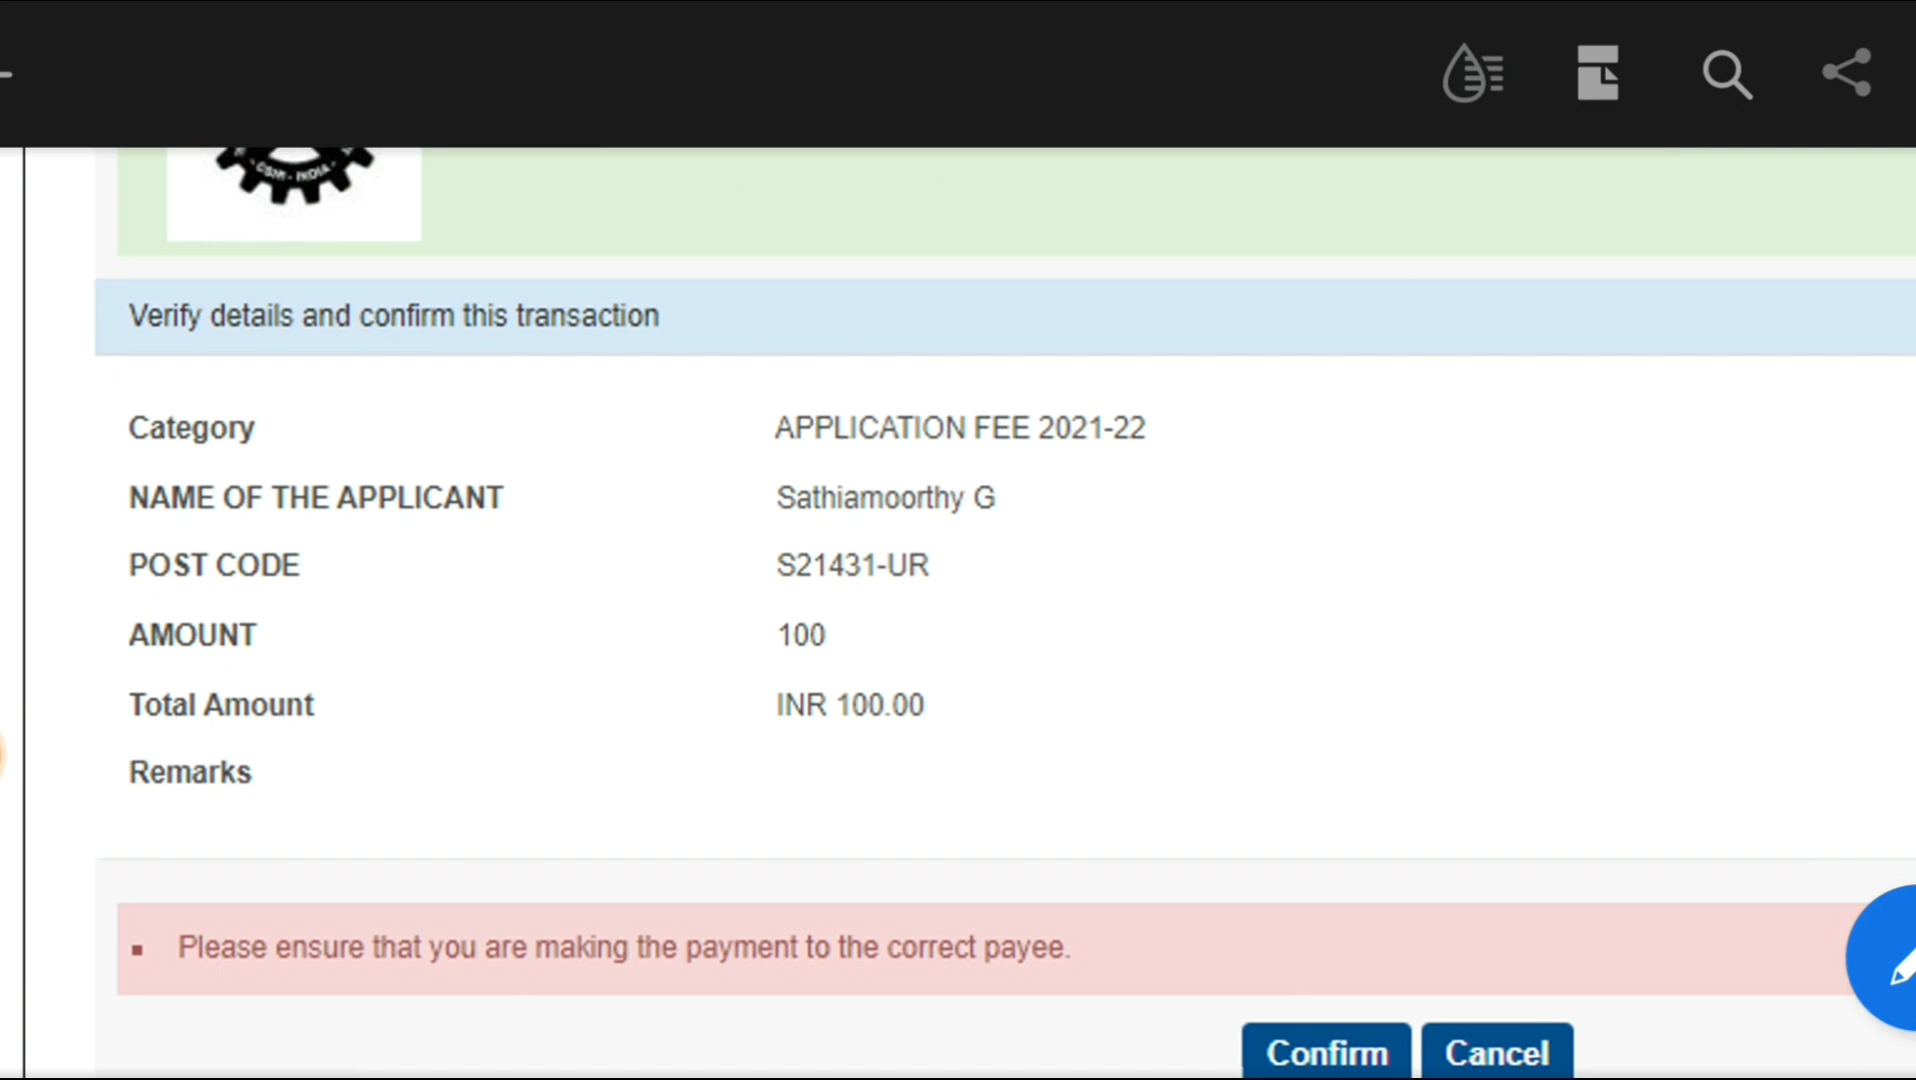 CSIR - INDIA
Verify details and confirm this transaction
Category APPLICATION FEE 2021-22
NAME OF THE APPLICANT Sathiamoorthy G
POST CODE S21431-UR
AMOUNT 100
Total Amount INR 100.00
Remarks
Please ensure that you are making the payment to the correct payee.
Confirm Cancel